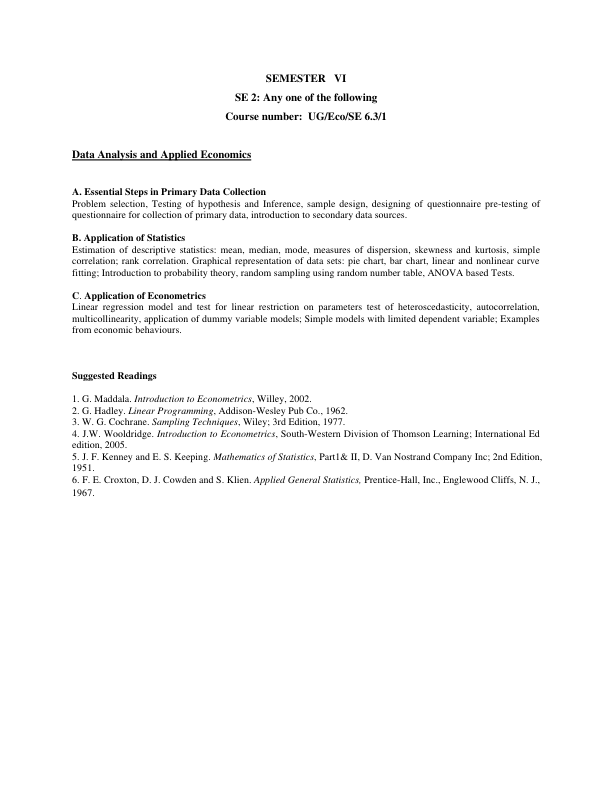 SEMESTER VI
SE 2: Any one of the following
Course number: UG/Eco/SE 6.3/1
Data Analysis and Applied Economics
A. Essential Steps in Primary Data Collection
Problem selection, Testing of hypothesis and Inference, sample design, designing of questionnaire pre-testing of
questionnaire for collection of primary data, introduction to secondary data sources.
B. Application of Statistics
Estimation of descriptive statistics: mean, median, mode, measures of dispersion, skewness and kurtosis, simple
correlation; rank correlation. Graphical representation of data sets: pie chart, bar chart, linear and nonlinear curve
fitting; Introduction to probability theory, random sampling using random number table, ANOVA based Tests.
C. Application of Econometrics
Linear regression model and test for linear restriction on parameters test of heteroscedasticity, autocorrelation,
multicollinearity, application of dummy variable models; Simple models with limited dependent variable; Examples
from economic behaviours.
Suggested Readings
1. G. Maddala. Introduction to Econometrics, Willey, 2002.
2. G. Hadley. Linear Programming, Addison-Wesley Pub Co., 1962.
3. W. G. Cochrane. Sampling Techniques, Wiley; 3rd Edition, 1977.
4. J.W. Wooldridge. Introduction to Econometrics, South-Western Division of Thomson Learning; International Ed
edition, 2005.
5. J. F. Kenney and E. S. Keeping. Mathematics of Statistics, Part1& II, D. Van Nostrand Company Inc; 2nd Edition,
1951.
6. F. E. Croxton, D. J. Cowden and S. Klien. Applied General Statistics, Prentice-Hall, Inc., Englewood Cliffs, N. J.,
1967.